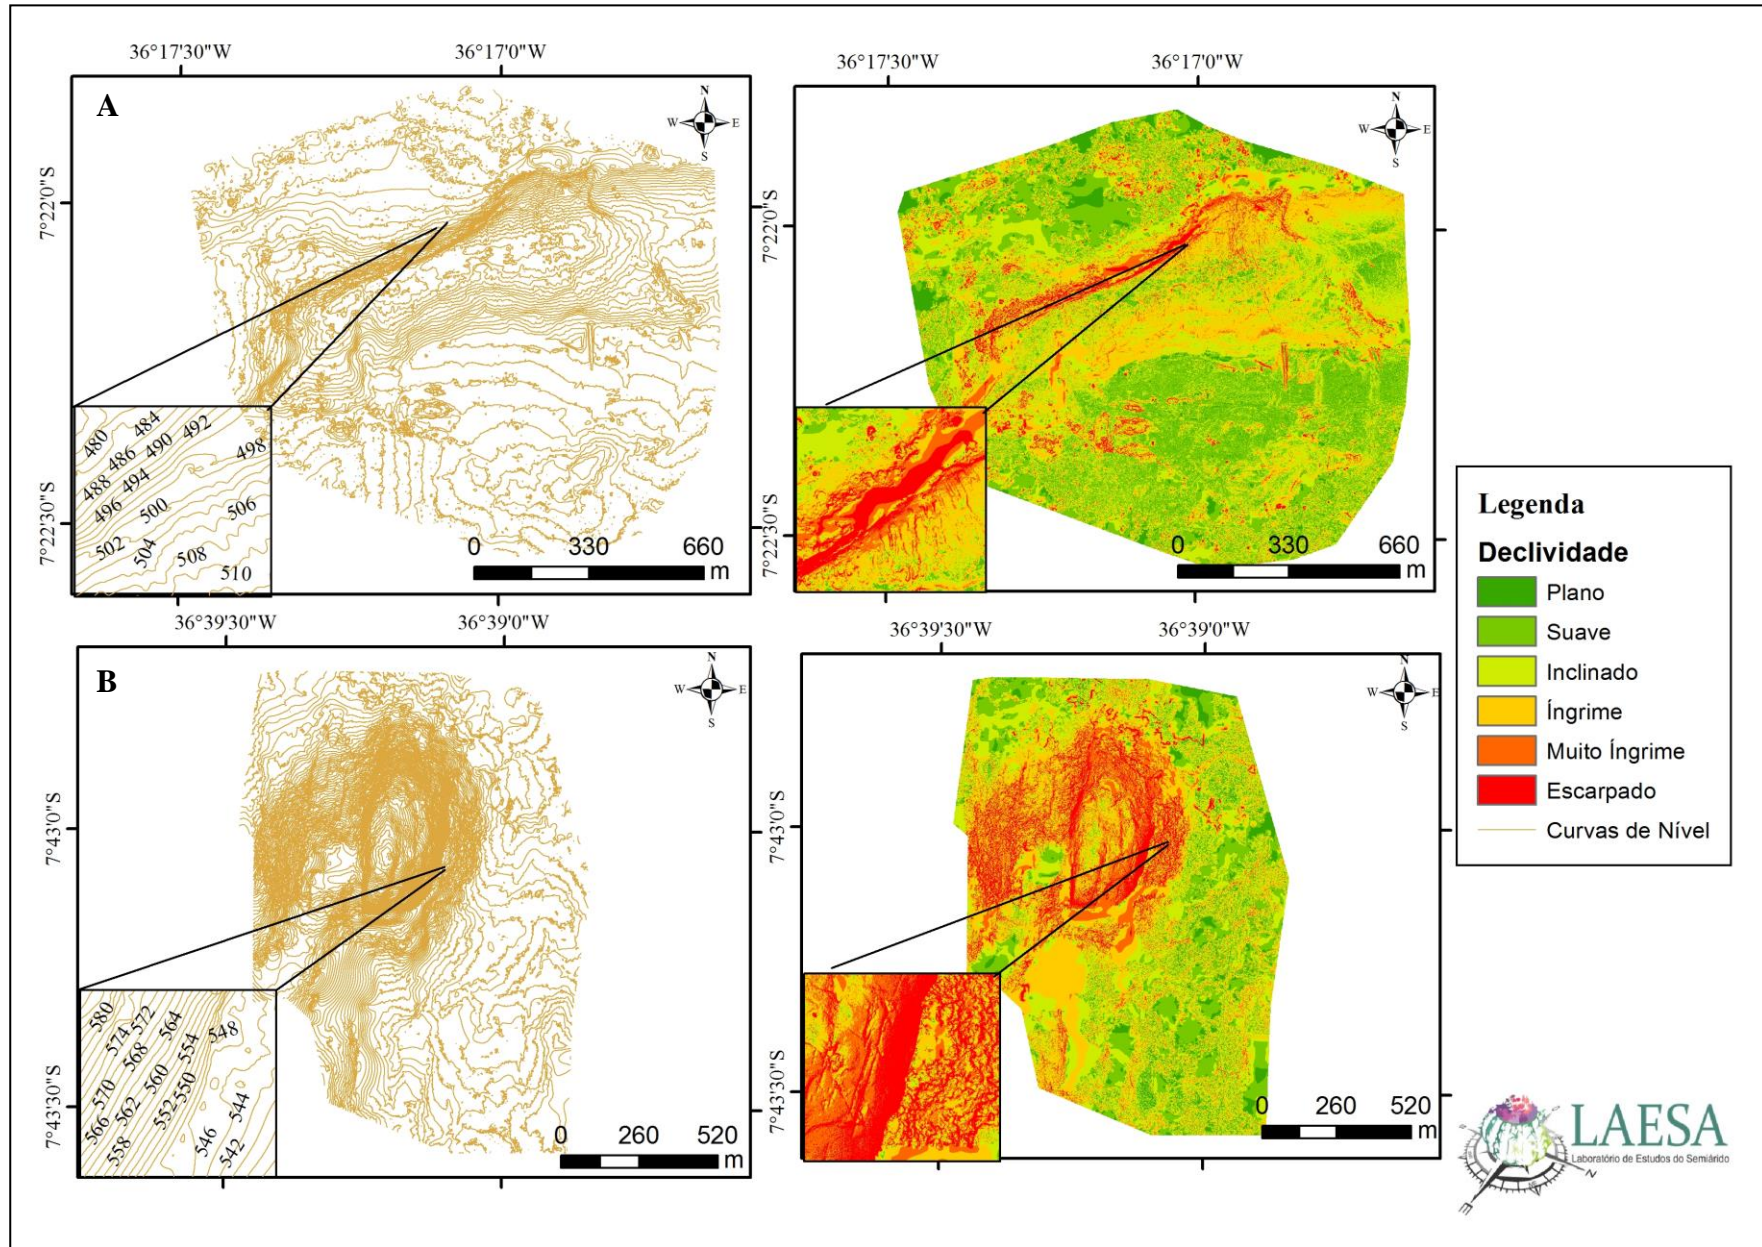 36°17'30"W 36°17'0"W
A
N
W E
S
7°22'0"S
7°22'30"S
480 484 492
486 490 498
488 494
496 500 506
502 504 508
510
0 330 660
m
36°17'30"W 36°17'0"W
N
W E
S
7°22'0"S
7°22'30"S
0 330 660
m
36°39'30"W 36°39'0"W
B
N
W E
S
7°43'0"S
7°43'30"S
580 572 564 548
574 568 554
570 560 550
566 562 552 544
558 546 542
0 260 520
m
36°39'30"W 36°39'0"W
N
W E
S
7°43'0"S
7°43'30"S
0 260 520
m
Legenda
Declividade
Plano
Suave
Inclinado
Íngrime
Muito Íngrime
Escarpado
Curvas de Nível
LAESA
Laboratório de Estudos do Semiárido
N
E